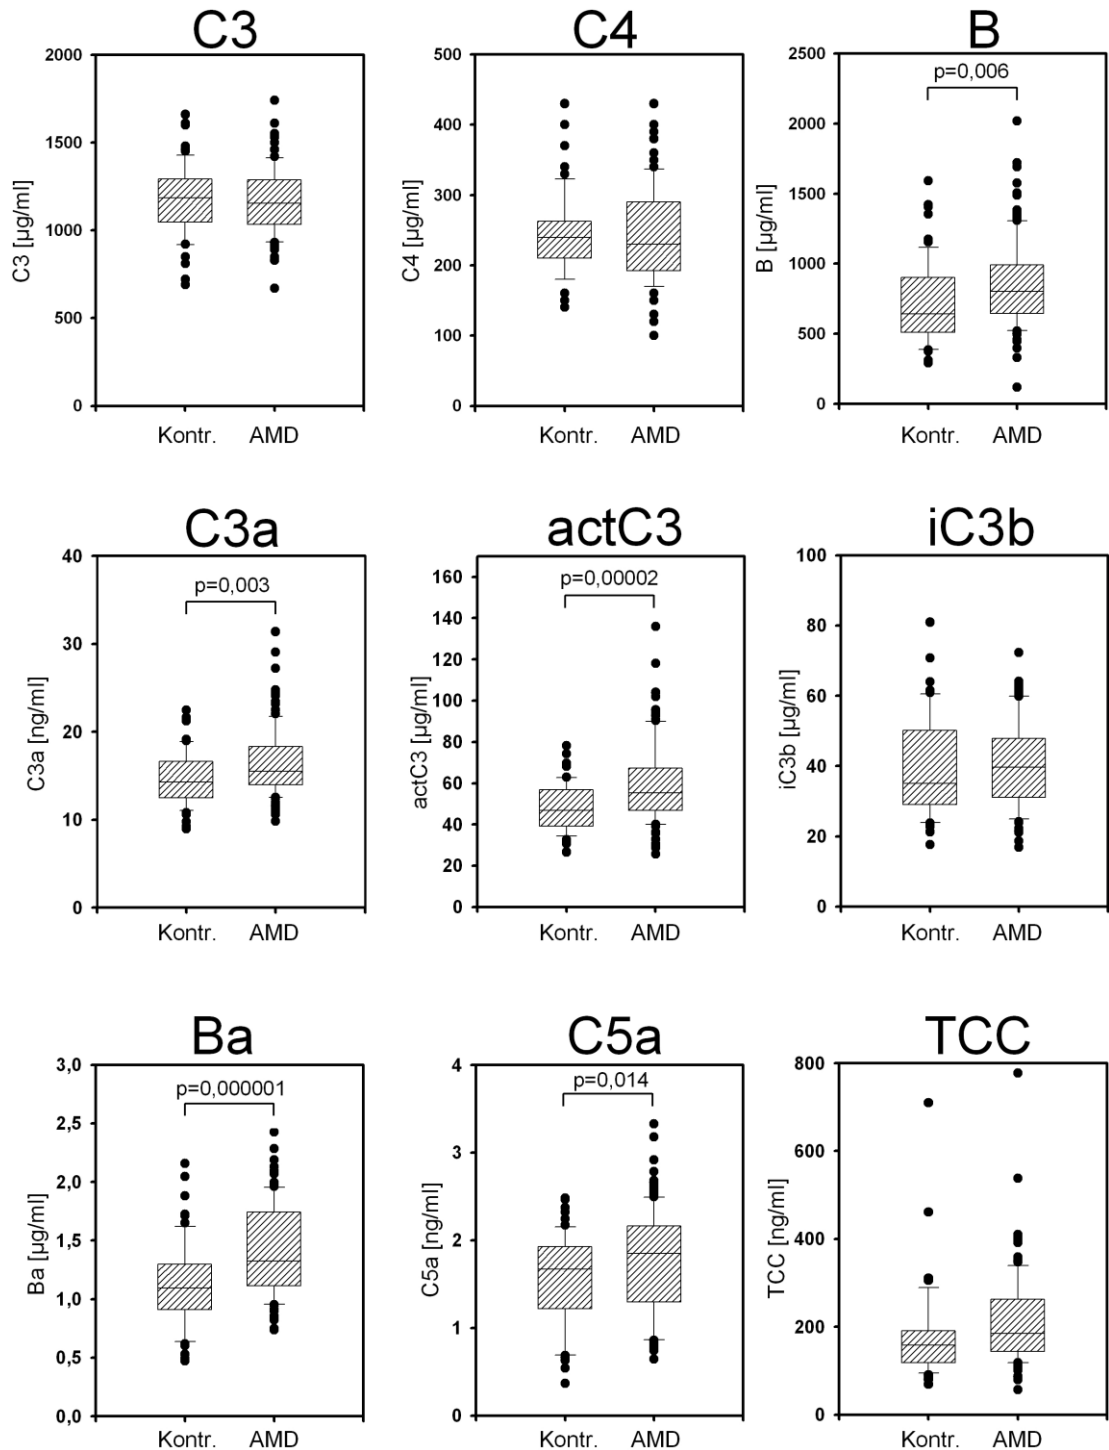 C3
C4
B
2000
1500
1000
500
0
C3 [µg/ml]
Kontr.
AMD
500
400
300
200
100
0
C4 [µg/ml]
Kontr.
AMD
2500
2000
1500
1000
500
0
B [µg/ml]
p=0,006
Kontr.
AMD
C3a
actC3
iC3b
40
30
20
10
0
C3a [ng/ml]
p=0,003
Kontr.
AMD
160
140
120
100
80
60
40
20
0
actC3 [µg/ml]
p=0,00002
Kontr.
AMD
100
80
60
40
20
0
iC3b [µg/ml]
Kontr.
AMD
Ba
C5a
TCC
3,0
2,5
2,0
1,5
1,0
0,5
0,0
Ba [µg/ml]
p=0,000001
Kontr.
AMD
4
3
2
1
0
C5a [ng/ml]
p=0,014
Kontr.
AMD
800
600
400
200
0
TCC [ng/ml]
Kontr.
AMD